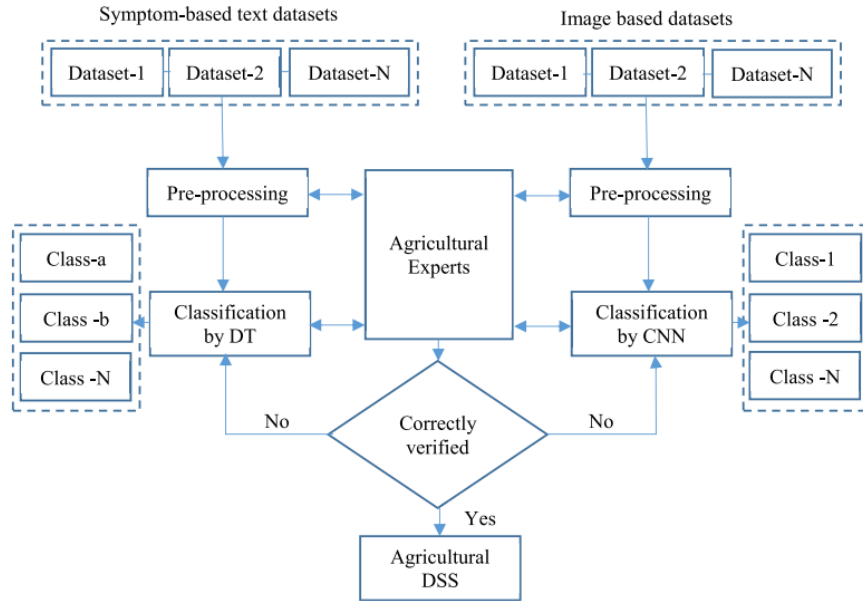 Symptom-based text datasets
Image based datasets
Dataset-1
Dataset-2
Dataset-N
Dataset-1
Dataset-2
Dataset-N
Pre-processing
Pre-processing
Agricultural
Experts
Class-a
Class -b
Class -N
Classification
by DT
Classification
by CNN
Class-1
Class -2
Class -N
No
Correctly
verified
No
Yes
Agricultural
DSS